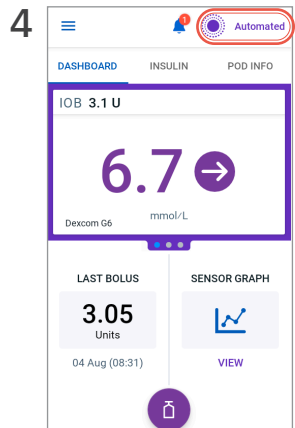 4
1
Automated
DASHBOARD INSULIN POD INFO
IOB 3.1 U
6.7
mmol/L
Dexcom G6
LAST BOLUS
3.05
Units
04 Aug (08:31)
SENSOR GRAPH
VIEW